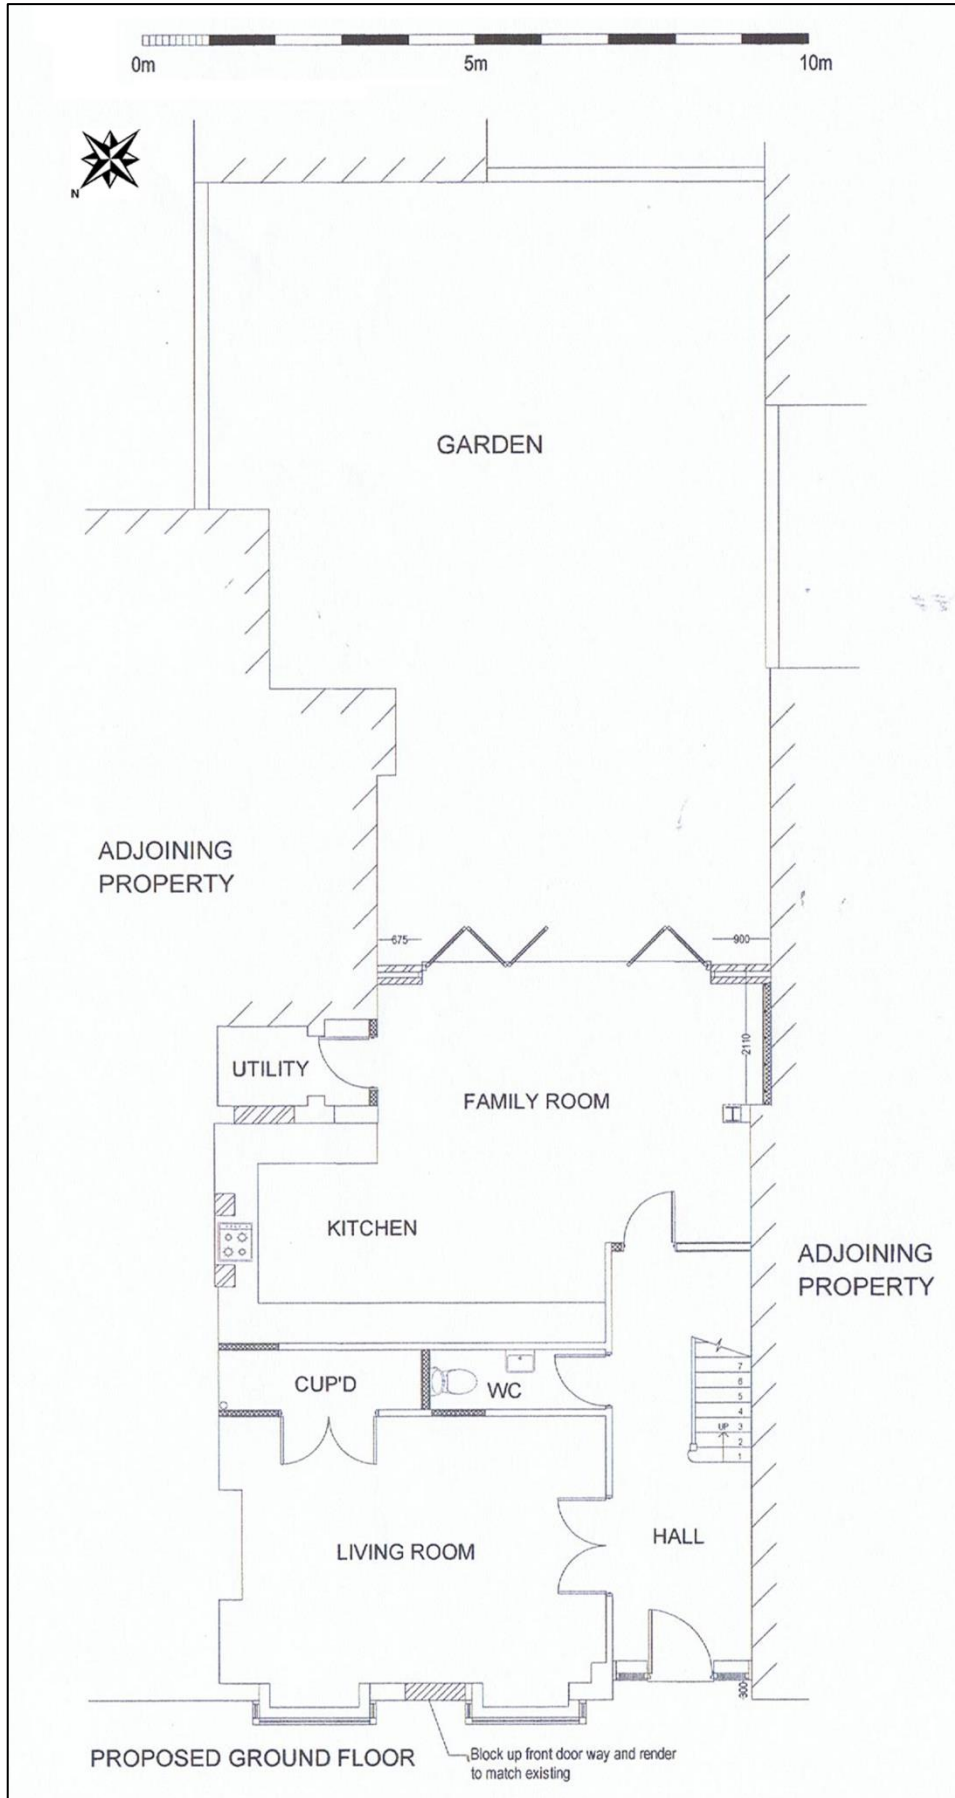 0m 5m 10m
N
GARDEN
ADJOINING
PROPERTY
675 900
2110
UTILITY
FAMILY ROOM
KITCHEN
ADJOINING
PROPERTY
CUP'D
WC
7
6
5
4
UP 3
2
1
HALL
LIVING ROOM
300
PROPOSED GROUND FLOOR
Block up front door way and render
to match existing